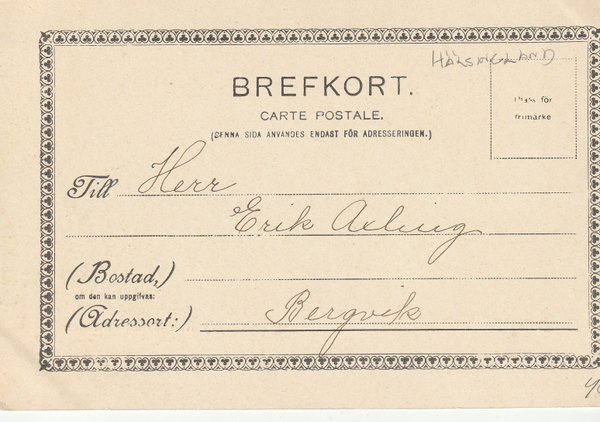 HÄLSINGLAND
BREFKORT.
CARTE POSTALE.
(DENNA SIDA ANVÄNDES ENDAST FÖR ADRESSERINGEN.)
Plats för
frimärke
Till Herr
Erik Axling
(Bostad,)
om den kan uppgifvas:
(Adressort:) Bergvik